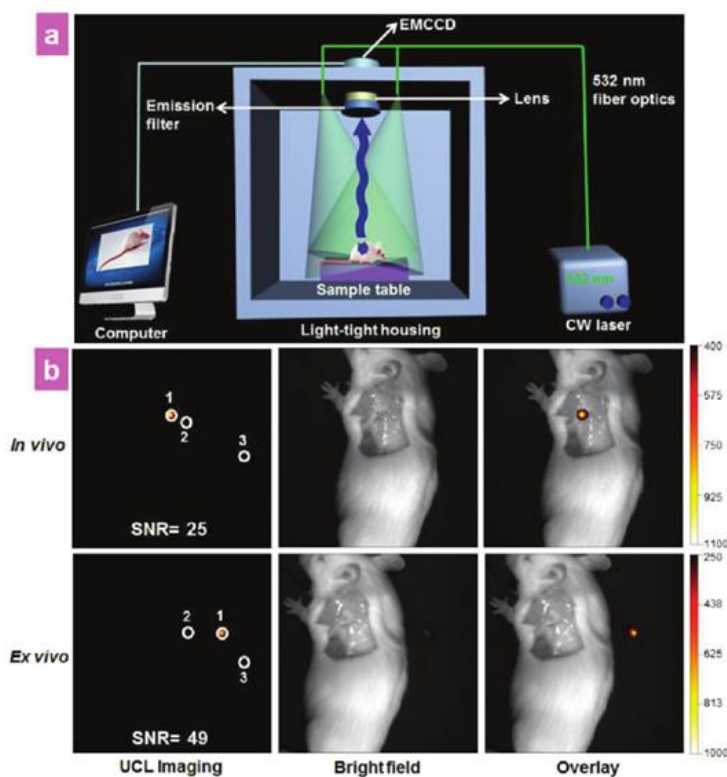 a
EMCCD
Emission
filter
Lens
532 nm
fiber optics
532 nm
Sample table
Computer
Light-tight housing
CW laser
b
In vivo
1
2
3
SNR= 25
400
575
750
925
1100
Ex vivo
2
1
3
SNR= 49
250
438
625
813
1000
UCL Imaging
Bright field
Overlay